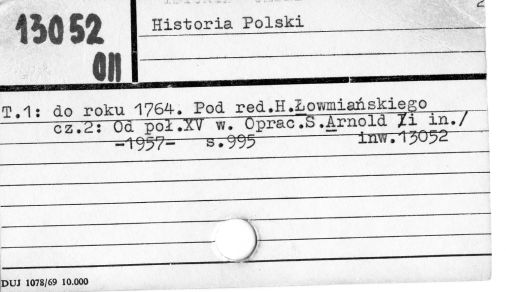 13052
Historia Polski
OII
T.1: do roku 1764. Pod red.H.Łowmiańskiego
cz.2: Od poł.XV w. Oprac.S.Arnold /i in./
-1957- s.995 inw.13052
DUJ 1078/69 10.000